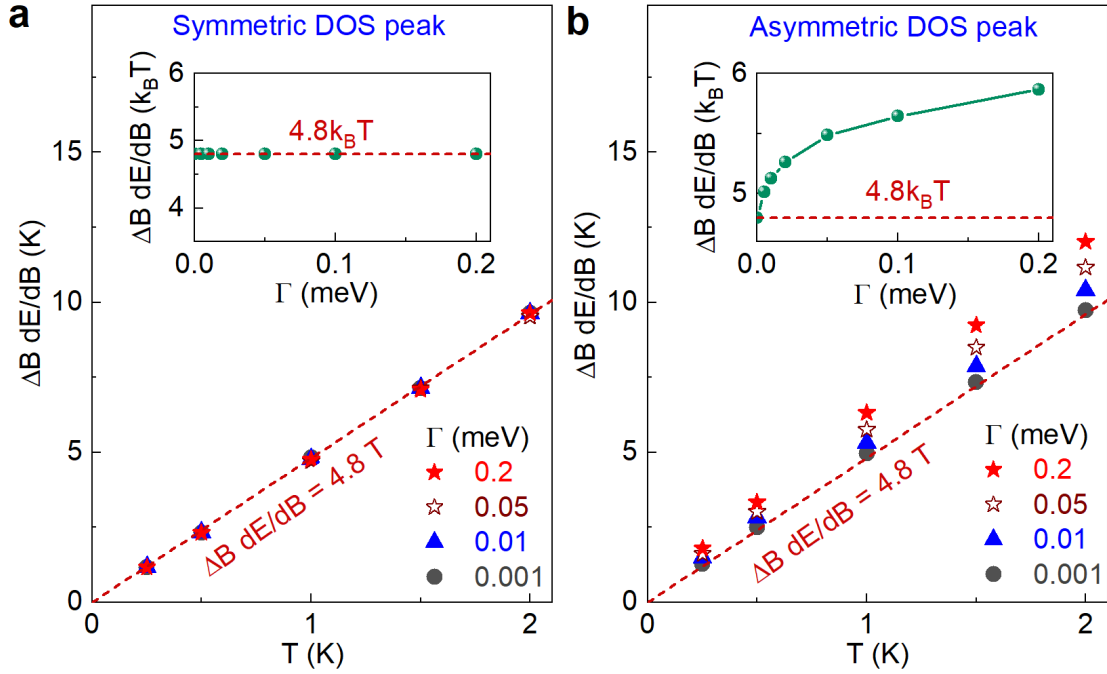 a
Symmetric DOS peak
ΔB dE/dB (K)
15
10
5
0
0
1
2
T (K)
ΔB dE/dB (k_BT)
6
5
4
4.8k_BT
0.0
0.1
0.2
Γ (meV)
ΔB dE/dB = 4.8 T
Γ (meV)
0.2
0.05
0.01
0.001
b
Asymmetric DOS peak
ΔB dE/dB (K)
15
10
5
0
0
1
2
T (K)
ΔB dE/dB (k_BT)
6
5
4.8k_BT
0.0
0.1
0.2
Γ (meV)
ΔB dE/dB = 4.8 T
Γ (meV)
0.2
0.05
0.01
0.001